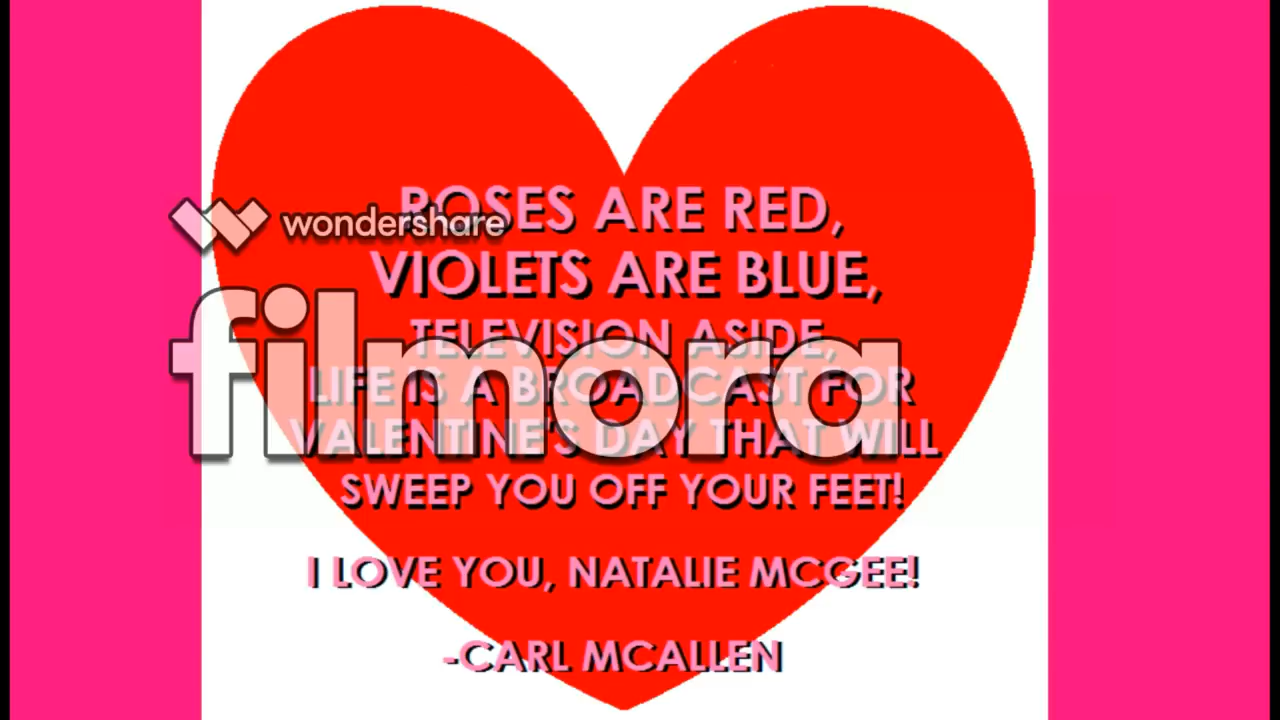 ROSES ARE RED,
wondershare
VIOLETS ARE BLUE,
filmora
TELEVISION ASIDE,
LIFE IS A BROADCAST FOR
VALENTINE'S DAY THAT WILL
SWEEP YOU OFF YOUR FEET!
I LOVE YOU, NATALIE MCGEE!
-CARL MCALLEN